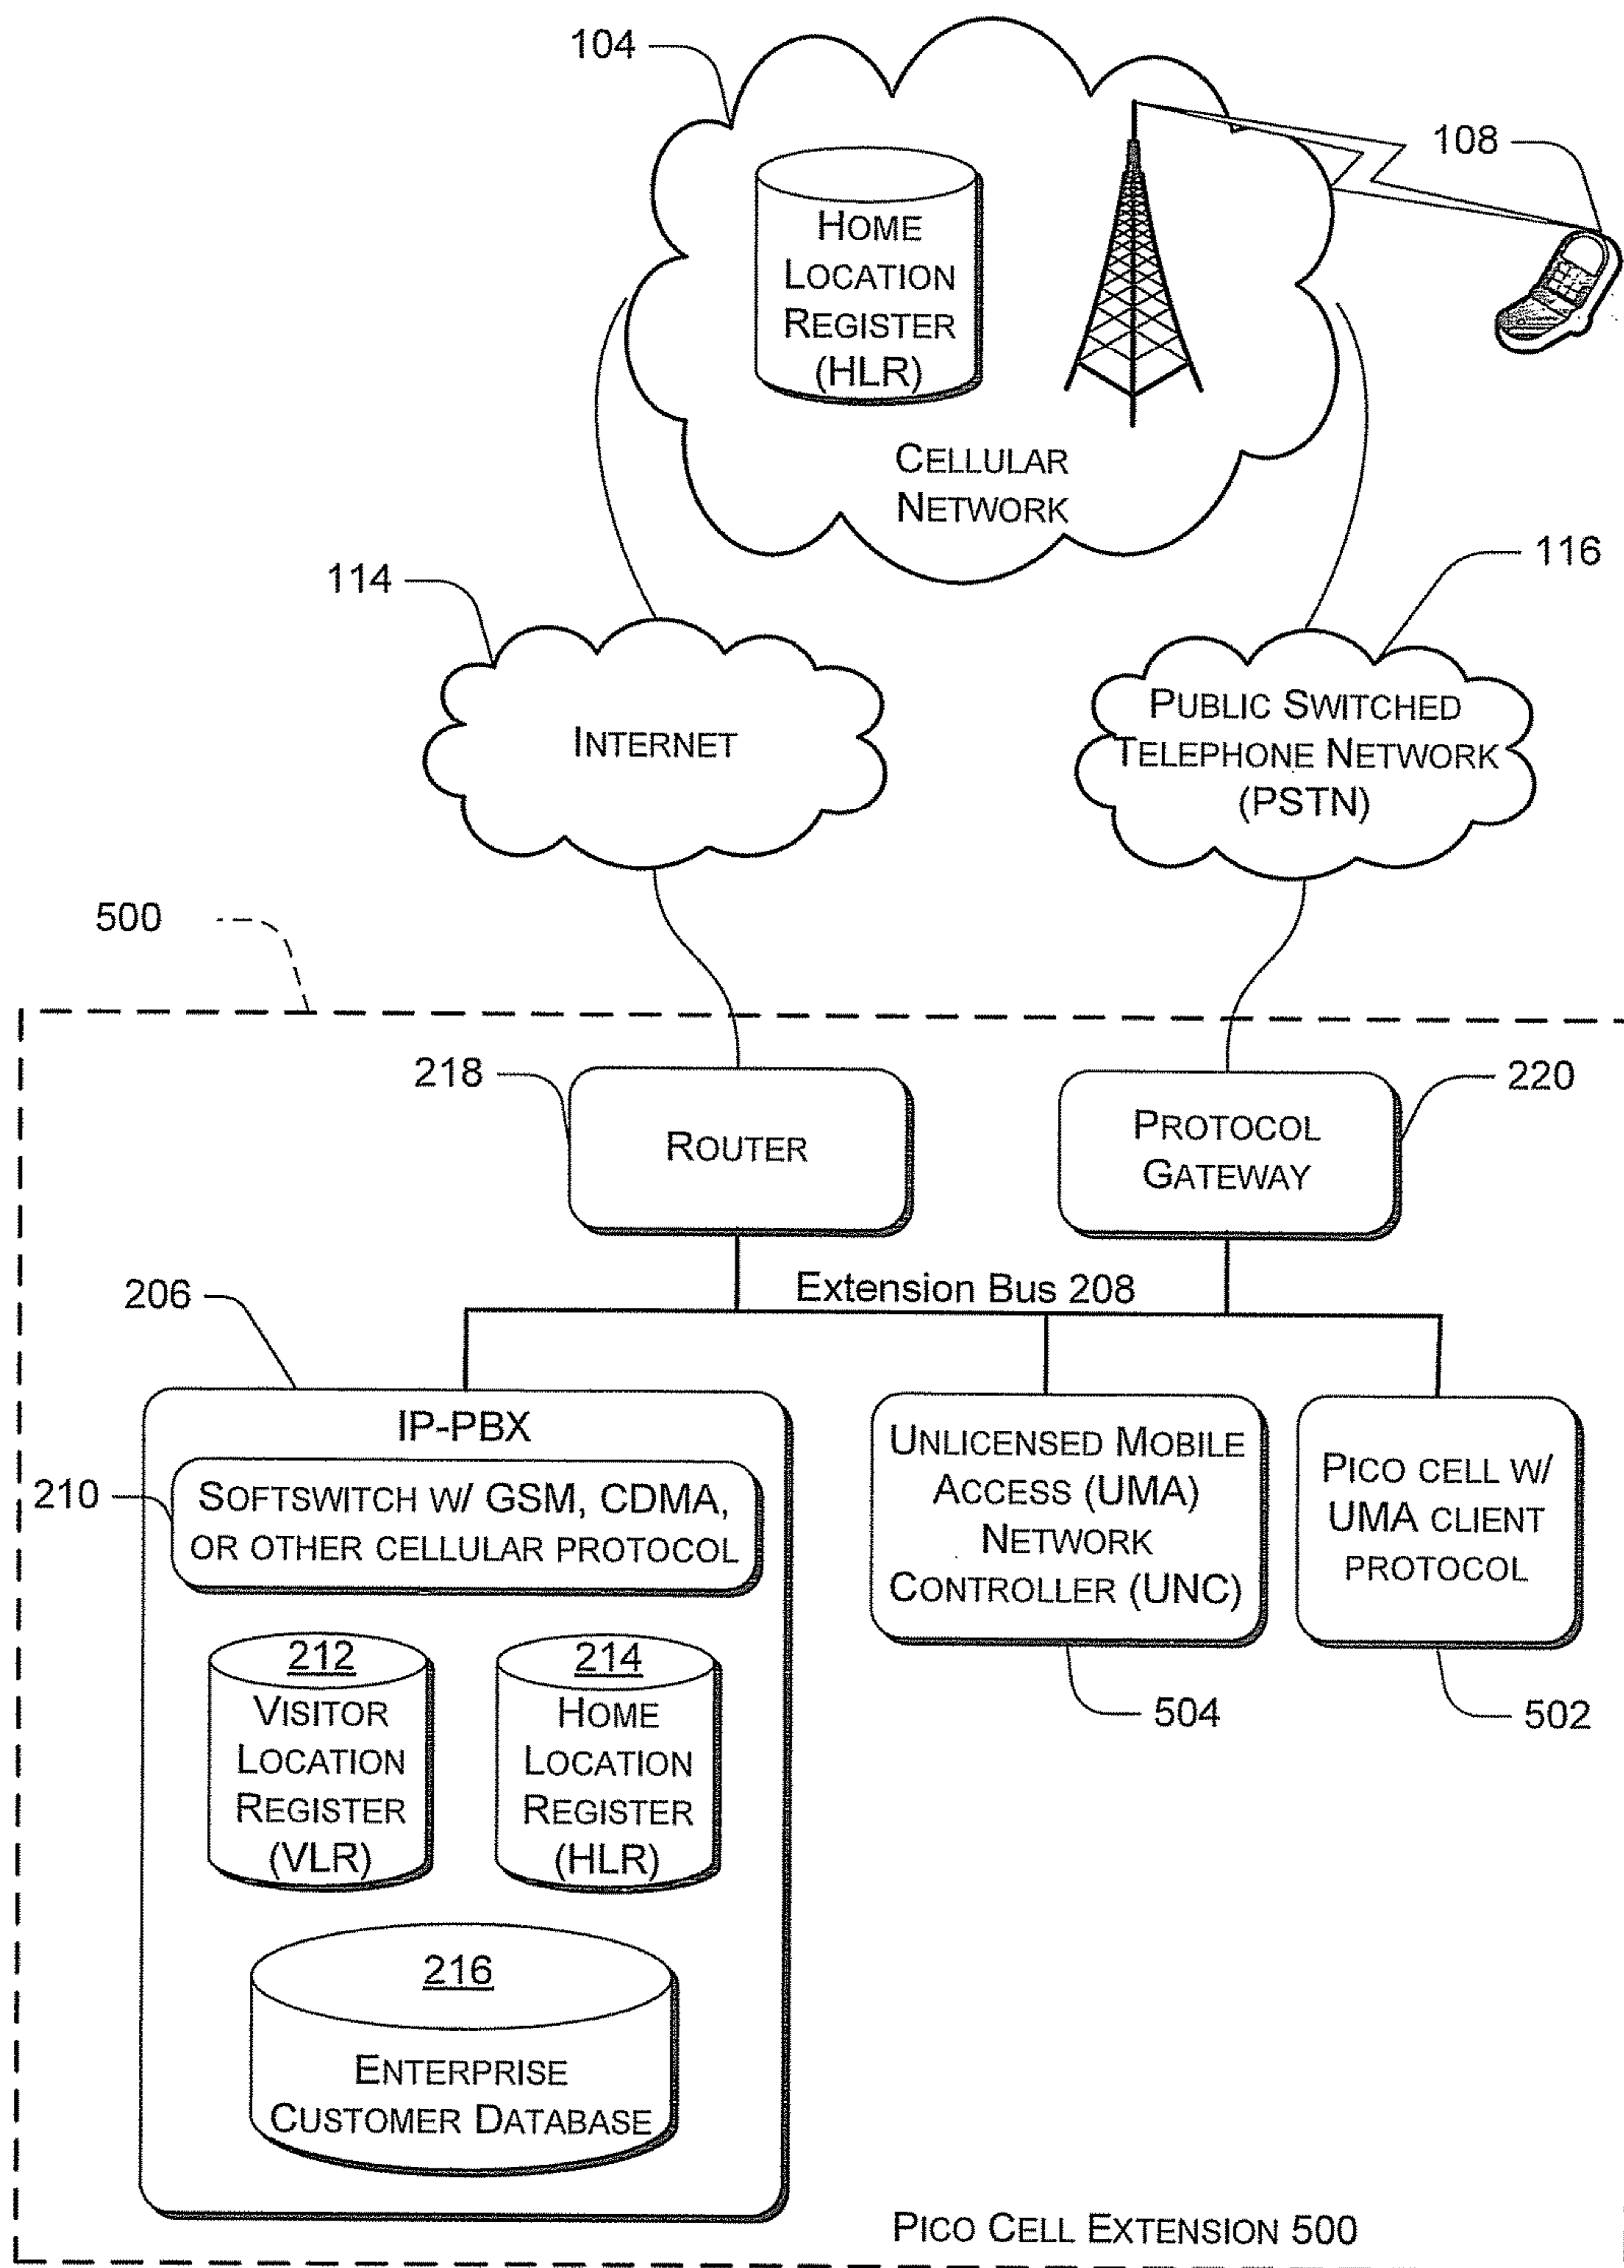 104
108
HOME
LOCATION
REGISTER
(HLR)
CELLULAR
NETWORK
114
116
INTERNET
PUBLIC SWITCHED
TELEPHONE NETWORK
(PSTN)
500
218
ROUTER
220
PROTOCOL
GATEWAY
Extension Bus 208
206
IP-PBX
210
SOFTSWITCH W/ GSM, CDMA,
OR OTHER CELLULAR PROTOCOL
UNLICENSED MOBILE
ACCESS (UMA)
NETWORK
CONTROLLER (UNC)
PICO CELL W/
UMA CLIENT
PROTOCOL
212
VISITOR
LOCATION
REGISTER
(VLR)
214
HOME
LOCATION
REGISTER
(HLR)
504
502
216
ENTERPRISE
CUSTOMER DATABASE
PICO CELL EXTENSION 500